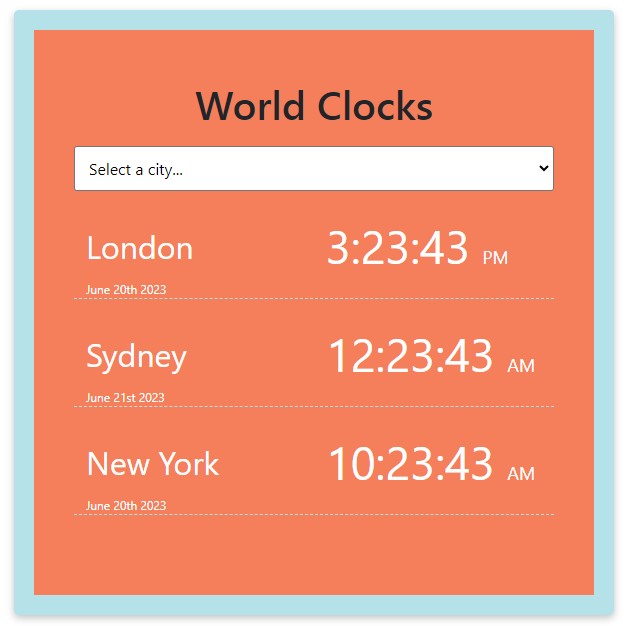 World Clocks
Select a city...
London 3:23:43 PM
June 20th 2023
Sydney 12:23:43 AM
June 21st 2023
New York 10:23:43 AM
June 20th 2023